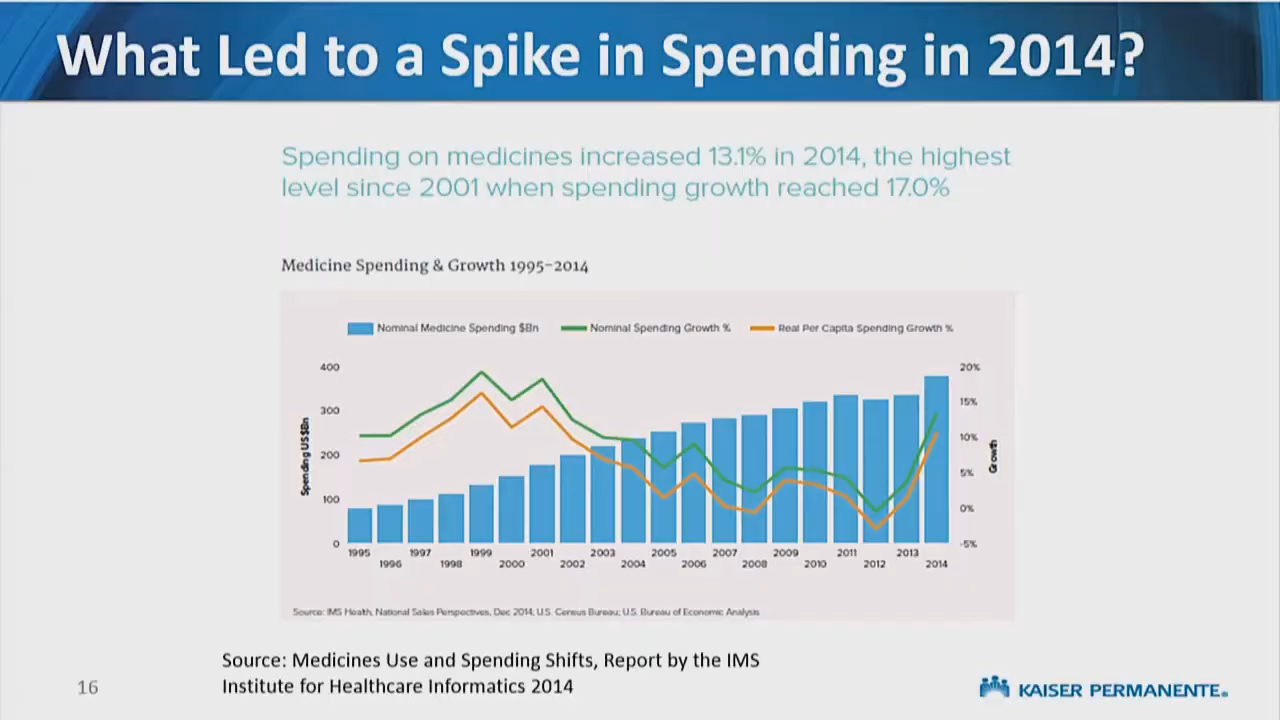 What Led to a Spike in Spending in 2014?
Spending on medicines increased 13.1% in 2014, the highest
level since 2001 when spending growth reached 17.0%
Medicine Spending & Growth 1995–2014
Nominal Medicine Spending $Bn
Nominal Spending Growth %
Real Per Capita Spending Growth %
Spending US$Bn
400
300
200
100
0
20%
15%
10%
5%
0%
-5%
Growth
1995
1996
1997
1998
1999
2000
2001
2002
2003
2004
2005
2006
2007
2008
2009
2010
2011
2012
2013
2014
Source: IMS Health, National Sales Perspectives, Dec 2014; U.S. Census Bureau; U.S. Bureau of Economic Analysis
Source: Medicines Use and Spending Shifts, Report by the IMS
Institute for Healthcare Informatics 2014
16
KAISER PERMANENTE®